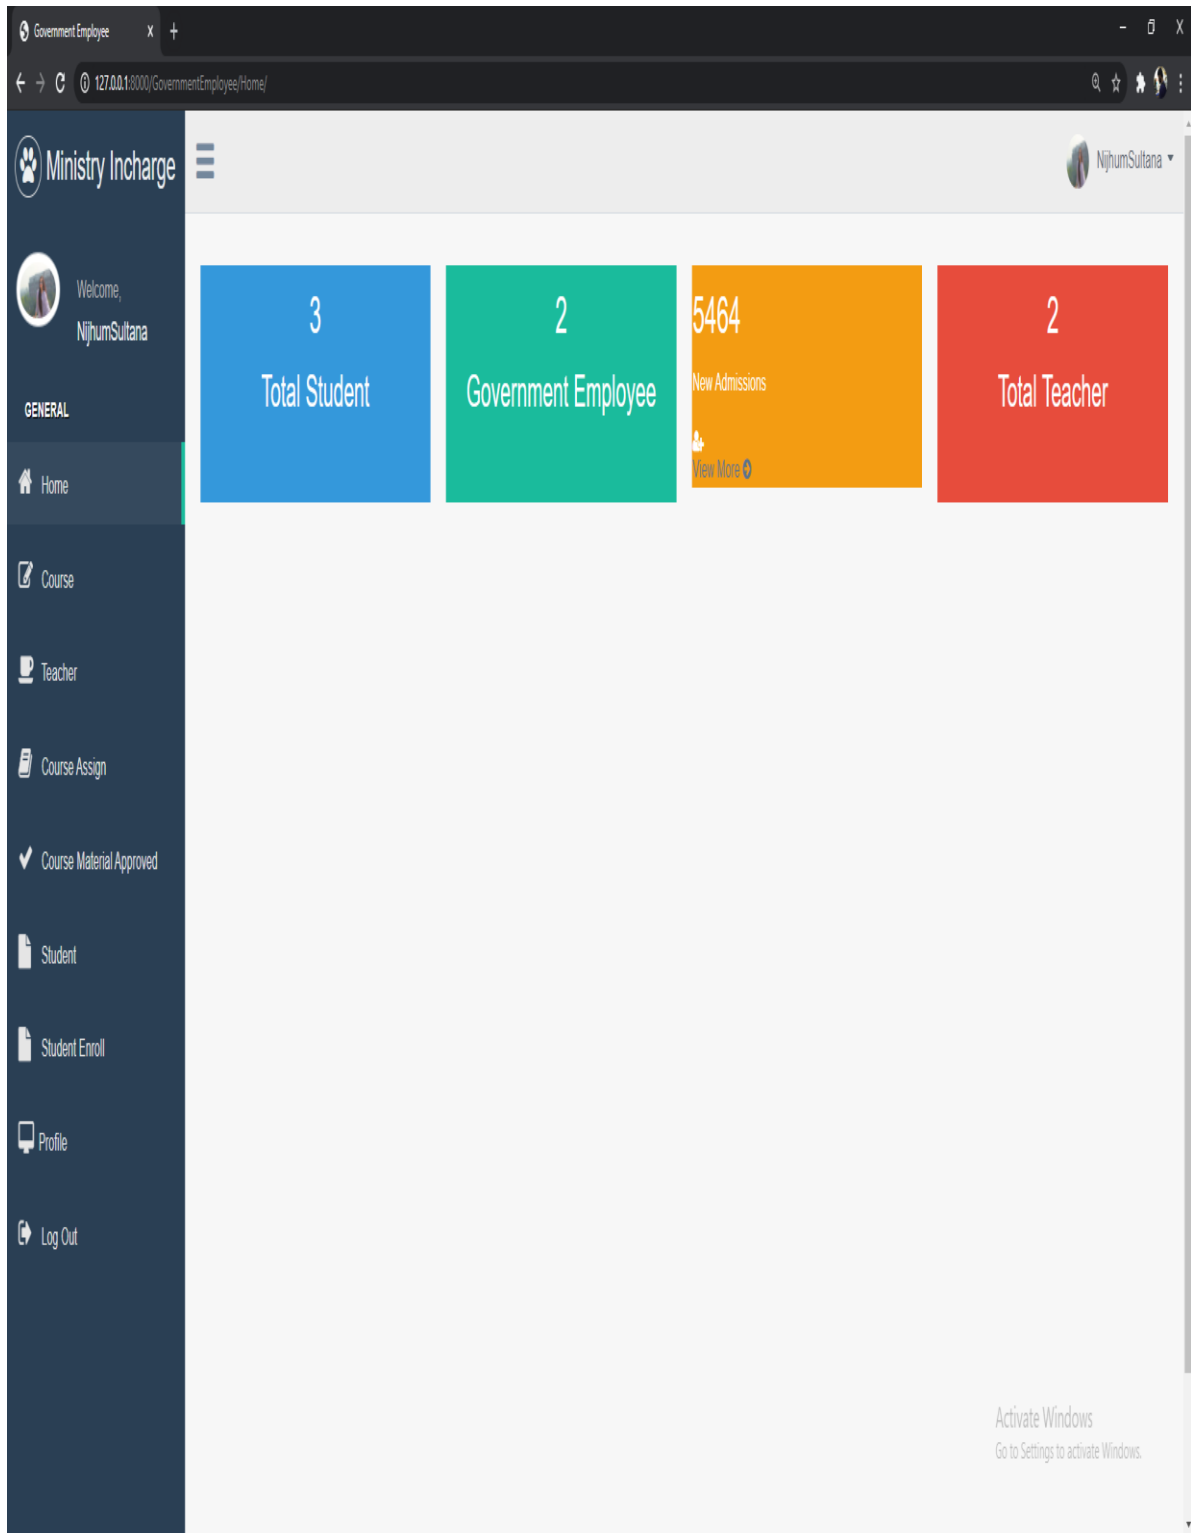 Government Employee
127.0.0.1:8000/GovernmentEmployee/Home/
Ministry Incharge
NijhumSultana
Welcome,
NijhumSultana
GENERAL
Home
Course
Teacher
Course Assign
Course Material Approved
Student
Student Enroll
Profile
Log Out
3
Total Student
2
Government Employee
5464
New Admissions
View More
2
Total Teacher
Activate Windows
Go to Settings to activate Windows.